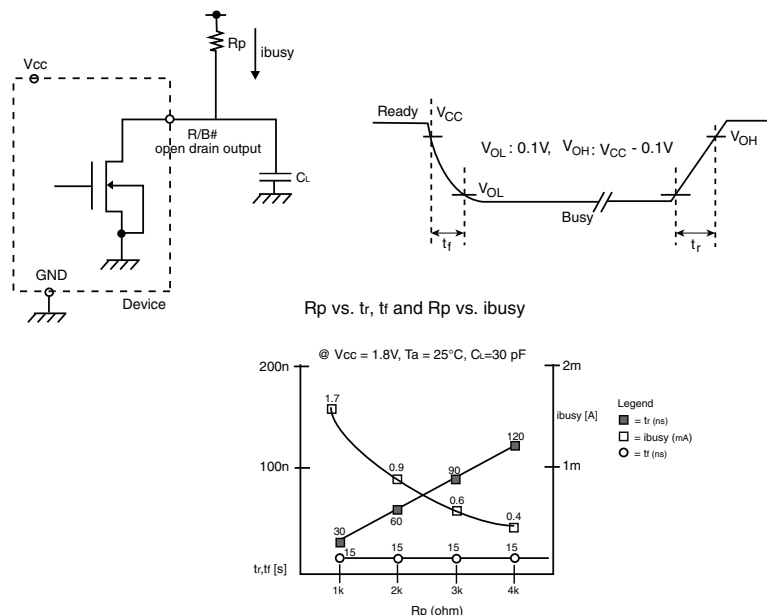 Rp
ibusy
Vcc
R/B#
open drain output
CL
GND
Device
Ready
VCC
VOL : 0.1V, VOH : VCC - 0.1V
VOH
VOL
Busy
tf
tr
Rp vs. tr, tf and Rp vs. ibusy
@ Vcc = 1.8V, Ta = 25°C, CL=30 pF
200n
2m
1.7
ibusy [A]
Legend
= tr (ns)
= ibusy (mA)
= tf (ns)
120
100n
0.9
90
1m
0.6
60
0.4
30
15
15
15
15
tr,tf [s]
1k
2k
3k
4k
Rp (ohm)